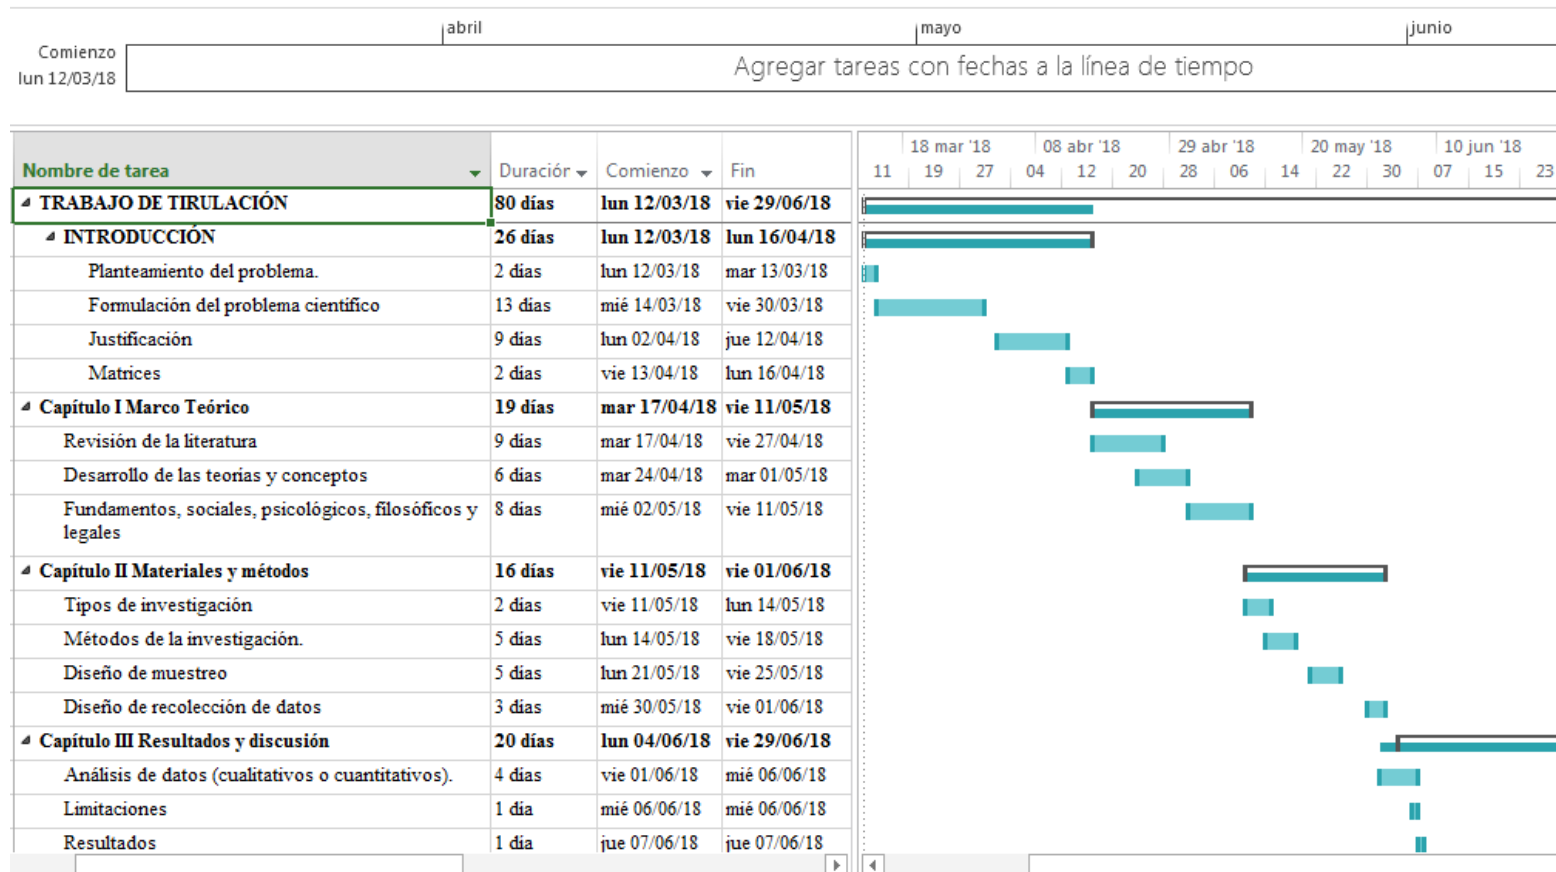 abril mayo junio
Comienzo
lun 12/03/18
Agregar tareas con fechas a la línea de tiempo
18 mar '18 08 abr '18 29 abr '18 20 may '18 10 jun '18
Nombre de tarea Duración Comienzo Fin 11 19 27 04 12 20 28 06 14 22 30 07 15 23
TRABAJO DE TIRULACIÓN 80 días lun 12/03/18 vie 29/06/18
INTRODUCCIÓN 26 días lun 12/03/18 lun 16/04/18
Planteamiento del problema. 2 días lun 12/03/18 mar 13/03/18
Formulación del problema científico 13 días mié 14/03/18 vie 30/03/18
Justificación 9 días lun 02/04/18 jue 12/04/18
Matrices 2 días vie 13/04/18 lun 16/04/18
Capítulo I Marco Teórico 19 días mar 17/04/18 vie 11/05/18
Revisión de la literatura 9 días mar 17/04/18 vie 27/04/18
Desarrollo de las teorías y conceptos 6 días mar 24/04/18 mar 01/05/18
Fundamentos, sociales, psicológicos, filosóficos y 8 días mié 02/05/18 vie 11/05/18
legales
Capítulo II Materiales y métodos 16 días vie 11/05/18 vie 01/06/18
Tipos de investigación 2 días vie 11/05/18 lun 14/05/18
Métodos de la investigación. 5 días lun 14/05/18 vie 18/05/18
Diseño de muestreo 5 días lun 21/05/18 vie 25/05/18
Diseño de recolección de datos 3 días mié 30/05/18 vie 01/06/18
Capítulo III Resultados y discusión 20 días lun 04/06/18 vie 29/06/18
Análisis de datos (cualitativos o cuantitativos). 4 días vie 01/06/18 mié 06/06/18
Limitaciones 1 día mié 06/06/18 mié 06/06/18
Resultados 1 día jue 07/06/18 jue 07/06/18